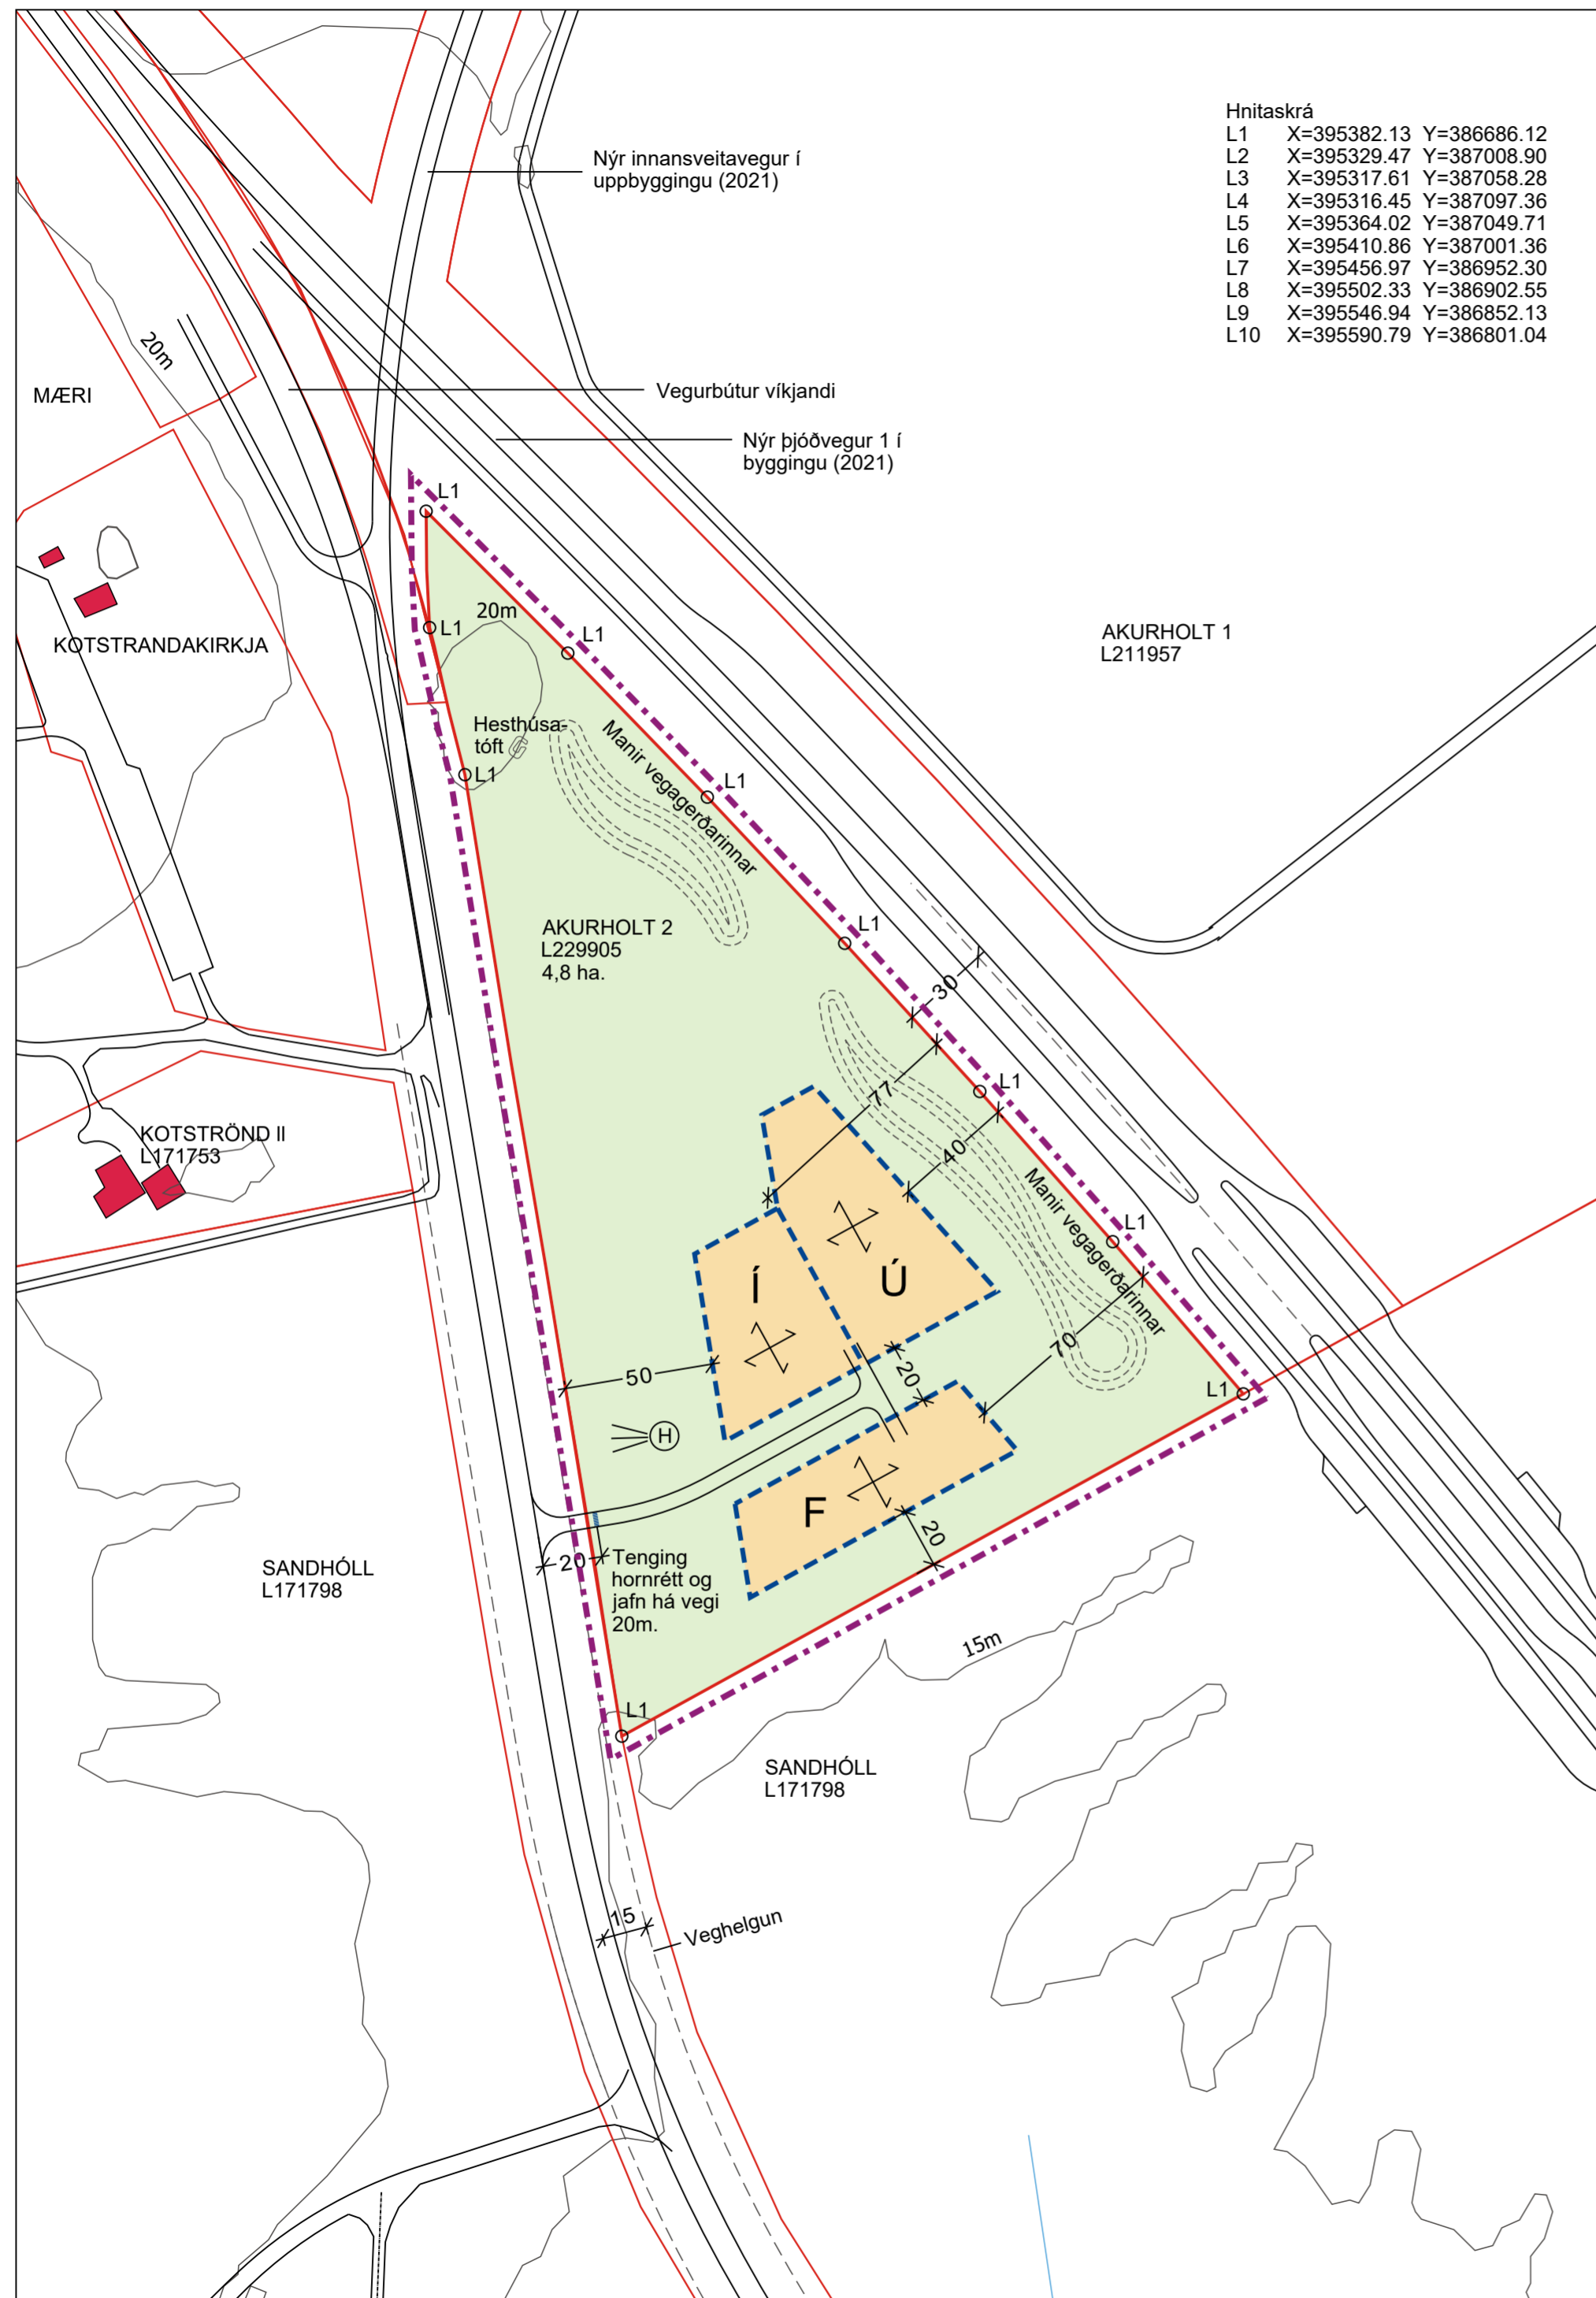 Hnitaskrá
L1 X=395382.13 Y=386686.12
L2 X=395329.47 Y=387008.90
L3 X=395317.61 Y=387058.28
L4 X=395316.45 Y=387097.36
L5 X=395364.02 Y=387049.71
L6 X=395410.86 Y=387001.36
L7 X=395456.97 Y=386952.30
L8 X=395502.33 Y=386902.55
L9 X=395546.94 Y=386852.13
L10 X=395590.79 Y=386801.04
Nýr innansveitavegur í
uppbyggingu (2021)
20m
MÆRI
Vegurbútur víkjandi
Nýr þjóðvegur 1 í
byggingu (2021)
L1
20m
L1
L1
KOTSTRANDAKIRKJA
AKURHOLT 1
L211957
Hesthúsa-
tóft
L1
Manir vegagerðarinnar
L1
AKURHOLT 2
L229905
4,8 ha.
L1
30
77
L1
40
KOTSTRÖND II
L171753
Manir vegagerðarinnar
L1
Í
Ú
50
20
70
L1
H
F
20
20
Tenging
hornrétt og
jafn há vegi
20m.
SANDHÓLL
L171798
15m
L1
SANDHÓLL
L171798
15
Veghelgun